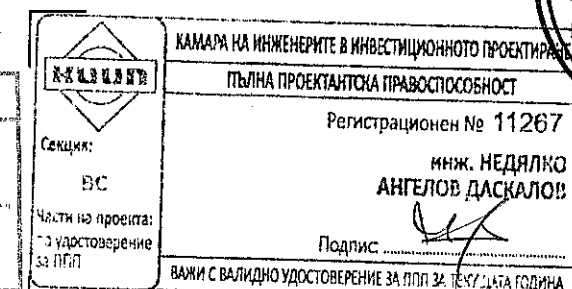 КАМАРА НА ИНЖЕНЕРИТЕ В ИНВЕСТИЦИОННОТО ПРОЕКТИРАНЕ
ПЪЛНА ПРОЕКТАНТСКА ПРАВОСПОСОБНОСТ
КИИП
Регистрационен № 11267
Секция:
ВС
инж. НЕДЯЛКО
АНГЕЛОВ ДАСКАЛОВ
Части на проекта:
по удостоверение
за ППП
Подпис:
ВАЖИ С ВАЛИДНО УДОСТОВЕРЕНИЕ ЗА ППП ЗА ТЕКУЩАТА ГОДИНА